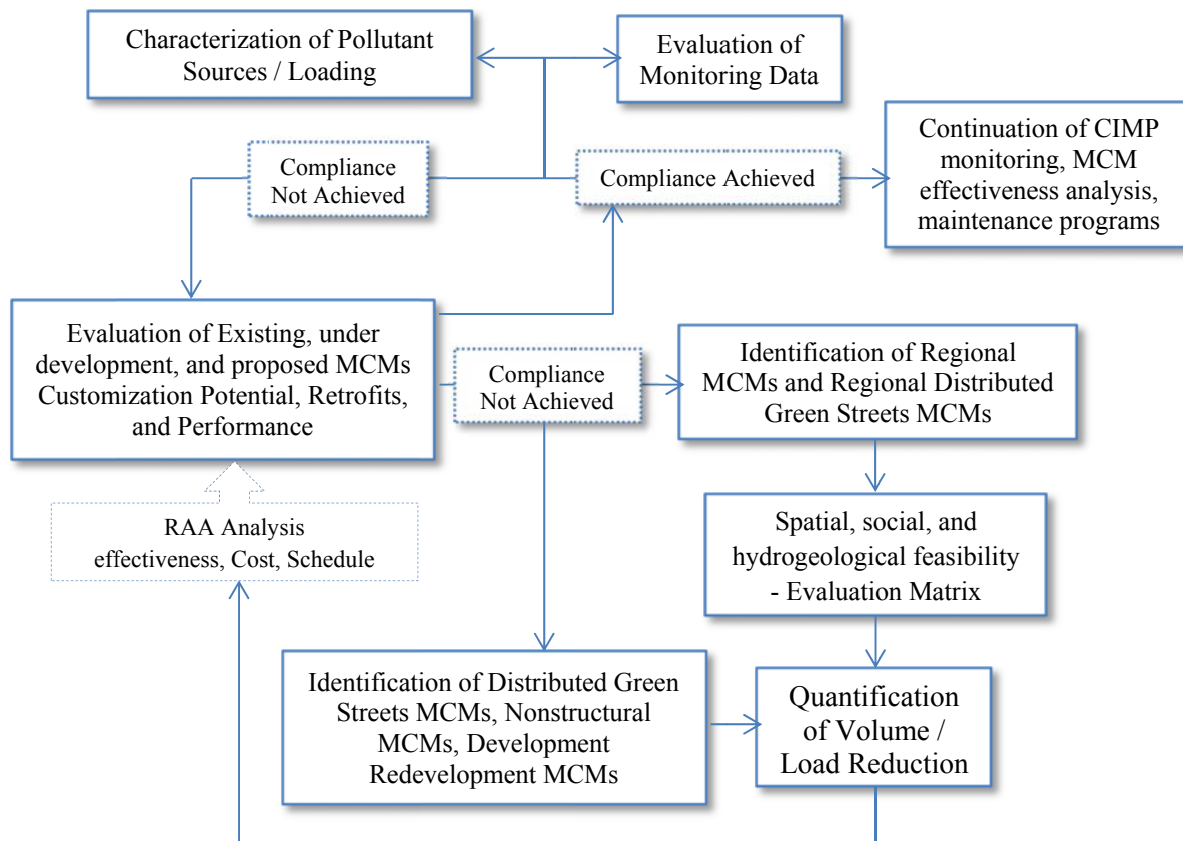 Characterization of Pollutant
Sources / Loading
Evaluation of
Monitoring Data
Continuation of CIMP
monitoring, MCM
effectiveness analysis,
maintenance programs
Compliance
Not Achieved
Compliance Achieved
Evaluation of Existing, under
development, and proposed MCMs
Customization Potential, Retrofits,
and Performance
Compliance
Not Achieved
Identification of Regional
MCMs and Regional Distributed
Green Streets MCMs
RAA Analysis
effectiveness, Cost, Schedule
Spatial, social, and
hydrogeological feasibility
- Evaluation Matrix
Identification of Distributed Green
Streets MCMs, Nonstructural
MCMs, Development
Redevelopment MCMs
Quantification
of Volume /
Load Reduction